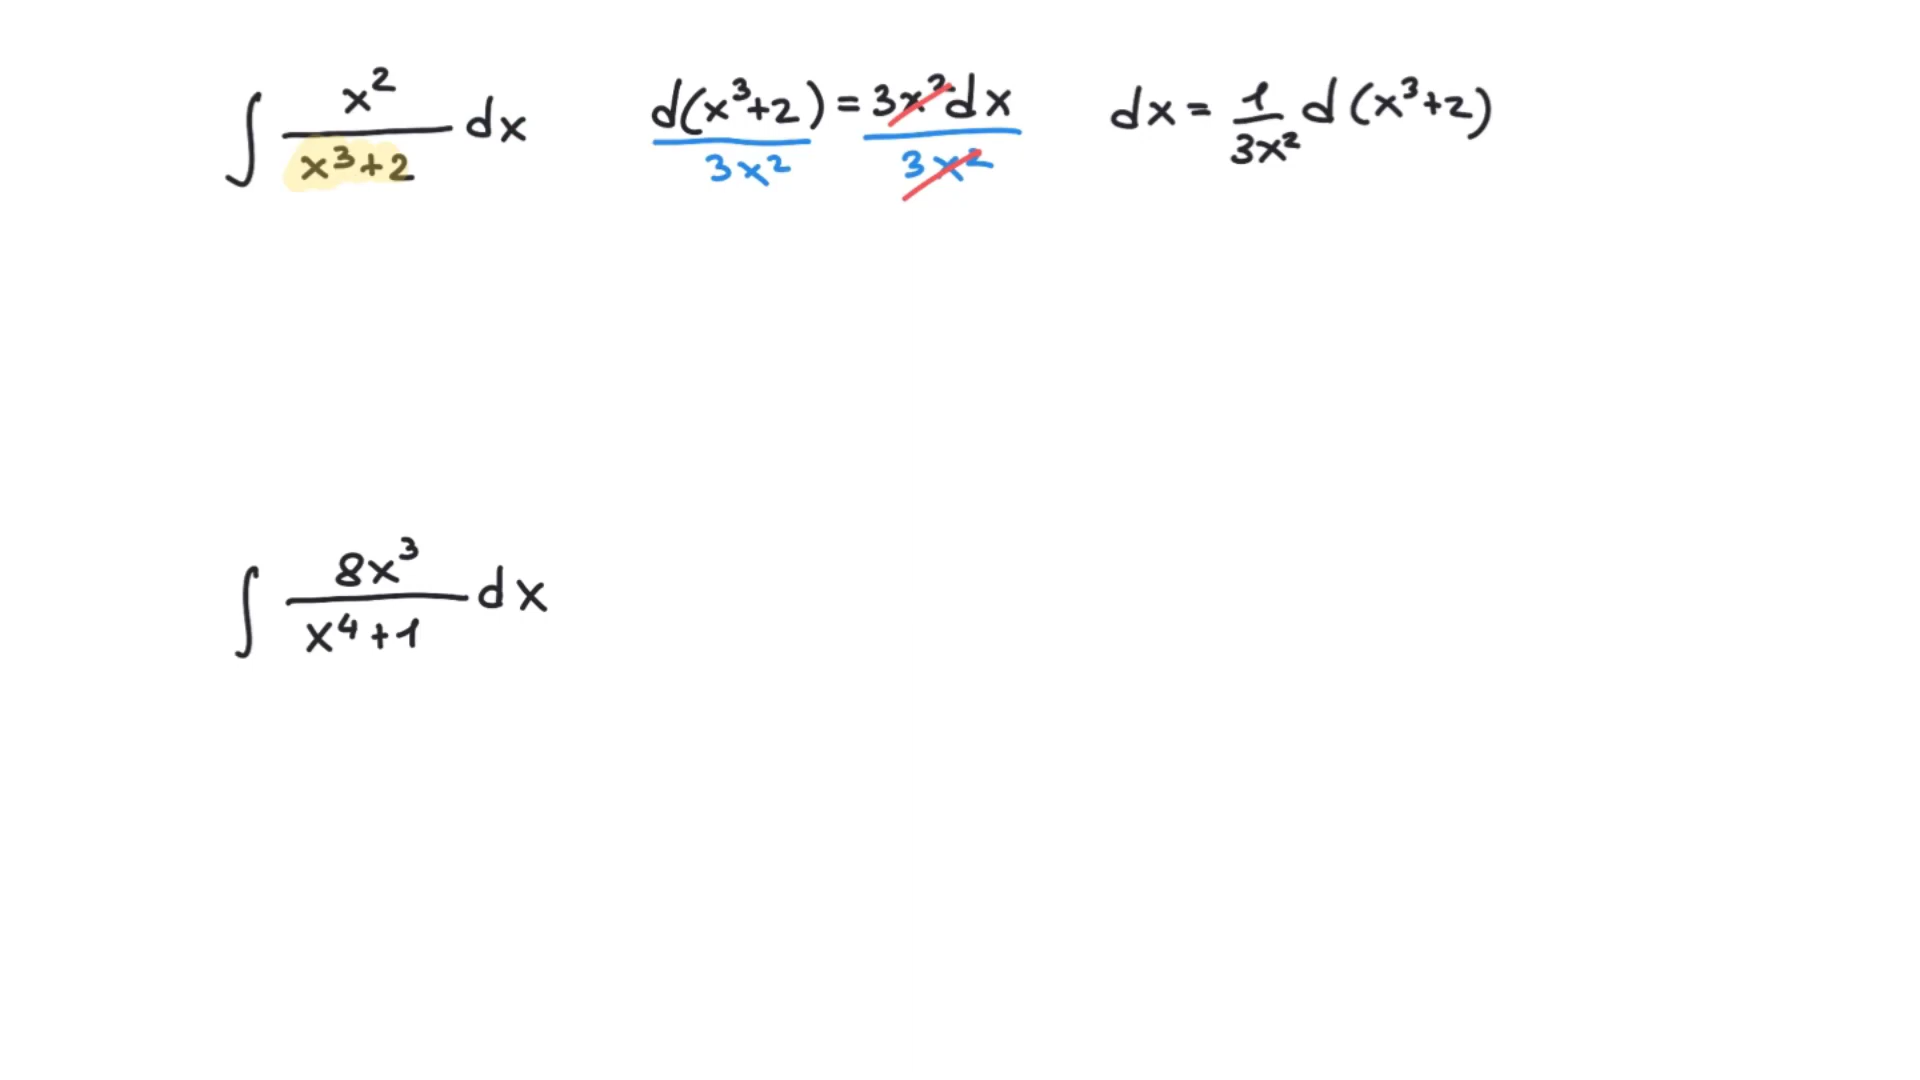 ∫ x²/(x³+2) dx    d(x³+2)/3x² = 3x²dx/3x²    dx = 1/3x² d(x³+2)
∫ 8x³/(x⁴+1) dx